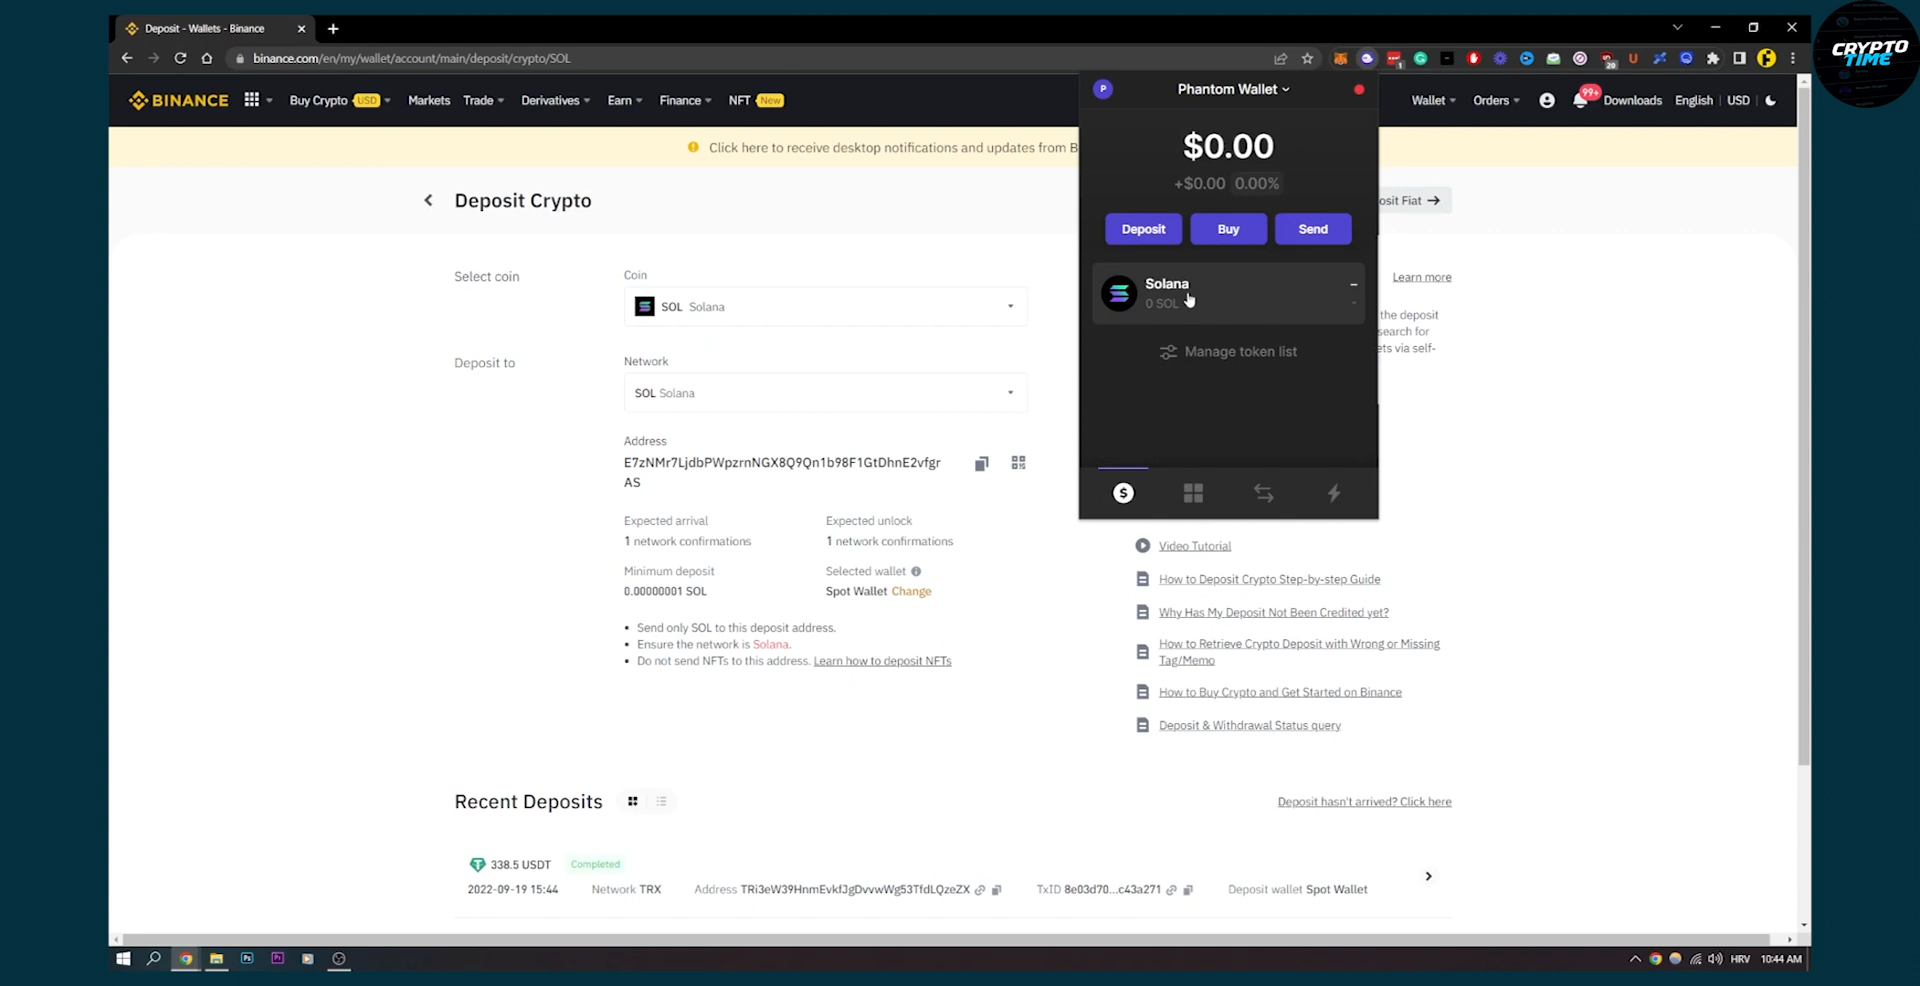 CRYPTO
TIME
Deposit - Wallets - Binance
binance.com/en/my/wallet/account/main/deposit/crypto/SOL
1
20
BINANCE
Buy Crypto USD
Markets
Trade
Derivatives
Earn
Finance
NFT New
Wallet
Orders
99+
Downloads
English
USD
Click here to receive desktop notifications and updates from B
Deposit Crypto
osit Fiat
P
Phantom Wallet
$0.00
+$0.00 0.00%
Deposit
Buy
Send
Solana
0 SOL
–
-
Manage token list
$
Select coin
Coin
SOL Solana
Learn more
the deposit
search for
ets via self-
Deposit to
Network
SOL Solana
Address
E7zNMr7LjdbPWpzrnNGX8Q9Qn1b98F1GtDhnE2vfgr
AS
Expected arrival
1 network confirmations
Expected unlock
1 network confirmations
Minimum deposit
0.00000001 SOL
Selected wallet
Spot Wallet Change
• Send only SOL to this deposit address.
• Ensure the network is Solana.
• Do not send NFTs to this address. Learn how to deposit NFTs
Video Tutorial
How to Deposit Crypto Step-by-step Guide
Why Has My Deposit Not Been Credited yet?
How to Retrieve Crypto Deposit with Wrong or Missing
Tag/Memo
How to Buy Crypto and Get Started on Binance
Deposit & Withdrawal Status query
Recent Deposits
Deposit hasn't arrived? Click here
338.5 USDT Completed
2022-09-19 15:44 Network TRX Address TRi3eW39HnmEvkfJgDvvwWg53TfdLQzeZX TxID 8e03d70...c43a271 Deposit wallet Spot Wallet
Ps
Pr
HRV
10:44 AM